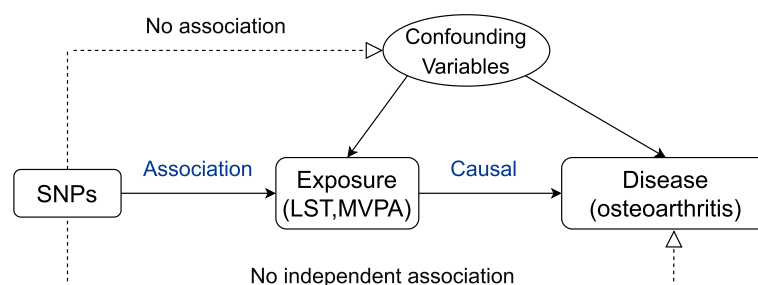 No association
Confounding
Variables
SNPs
Association
Exposure
(LST,MVPA)
Causal
Disease
(osteoarthritis)
No independent association